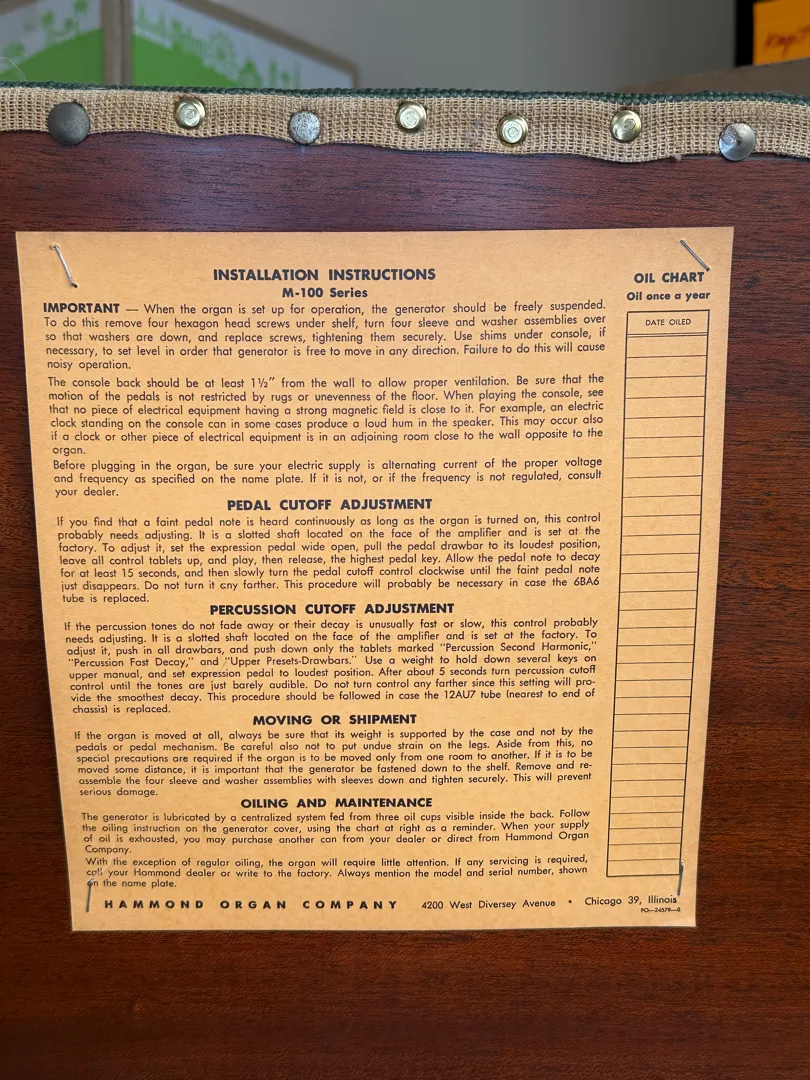 INSTALLATION INSTRUCTIONS
M-100 Series
IMPORTANT — When the organ is set up for operation, the generator should be freely suspended.
To do this remove four hexagon head screws under shelf, turn four sleeve and washer assemblies over
so that washers are down, and replace screws, tightening them securely. Use shims under console, if
necessary, to set level in order that generator is free to move in any direction. Failure to do this will cause
noisy operation.
The console back should be at least 1½" from the wall to allow proper ventilation. Be sure that the
motion of the pedals is not restricted by rugs or unevenness of the floor. When playing the console, see
that no piece of electrical equipment having a strong magnetic field is close to it. For example, an electric
clock standing on the console can in some cases produce a loud hum in the speaker. This may occur also
if a clock or other piece of electrical equipment is in an adjoining room close to the wall opposite to the
organ.
Before plugging in the organ, be sure your electric supply is alternating current of the proper voltage
and frequency as specified on the name plate. If it is not, or if the frequency is not regulated, consult
your dealer.
PEDAL CUTOFF ADJUSTMENT
If you find that a faint pedal note is heard continuously as long as the organ is turned on, this control
probably needs adjusting. It is a slotted shaft located on the face of the amplifier and is set at the
factory. To adjust it, set the expression pedal wide open, pull the pedal drawbar to its loudest position,
leave all control tablets up, and play, then release, the highest pedal key. Allow the pedal note to decay
for at least 15 seconds, and then slowly turn the pedal cutoff control clockwise until the faint pedal note
just disappears. Do not turn it any farther. This procedure will probably be necessary in case the 6BA6
tube is replaced.
PERCUSSION CUTOFF ADJUSTMENT
If the percussion tones do not fade away or their decay is unusually fast or slow, this control probably
needs adjusting. It is a slotted shaft located on the face of the amplifier and is set at the factory. To
adjust it, push in all drawbars, and push down only the tablets marked "Percussion Second Harmonic,"
"Percussion Fast Decay," and "Upper Presets-Drawbars." Use a weight to hold down several keys on
upper manual, and set expression pedal to loudest position. After about 5 seconds turn percussion cutoff
control until the tones are just barely audible. Do not turn control any farther since this setting will pro-
vide the smoothest decay. This procedure should be followed in case the 12AU7 tube (nearest to end of
chassis) is replaced.
MOVING OR SHIPMENT
If the organ is moved at all, always be sure that its weight is supported by the case and not by the
pedals or pedal mechanism. Be careful also not to put undue strain on the legs. Aside from this, no
special precautions are required if the organ is to be moved only from one room to another. If it is to be
moved some distance, it is important that the generator be fastened down to the shelf. Remove and re-
assemble the four sleeve and washer assemblies with sleeves down and tighten securely. This will prevent
serious damage.
OILING AND MAINTENANCE
The generator is lubricated by a centralized system fed from three oil cups visible inside the back. Follow
the oiling instruction on the generator cover, using the chart at right as a reminder. When your supply
of oil is exhausted, you may purchase another can from your dealer or direct from Hammond Organ
Company.
With the exception of regular oiling, the organ will require little attention. If any servicing is required,
call your Hammond dealer or write to the factory. Always mention the model and serial number, shown
on the name plate.
HAMMOND ORGAN COMPANY 4200 West Diversey Avenue • Chicago 39, Illinois
PO—24579—0
OIL CHART
Oil once a year
DATE OILED